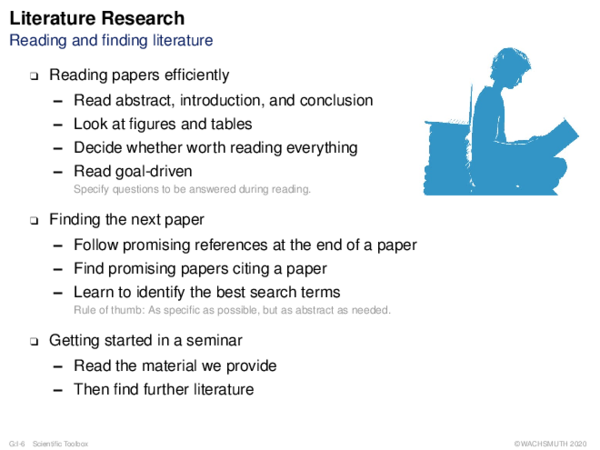 Literature Research
Reading and finding literature
❑ Reading papers efficiently
– Read abstract, introduction, and conclusion
– Look at figures and tables
– Decide whether worth reading everything
– Read goal-driven
Specify questions to be answered during reading.
❑ Finding the next paper
– Follow promising references at the end of a paper
– Find promising papers citing a paper
– Learn to identify the best search terms
Rule of thumb: As specific as possible, but as abstract as needed.
❑ Getting started in a seminar
– Read the material we provide
– Then find further literature
G:I-6 Scientific Toolbox ©WACHSMUTH 2020